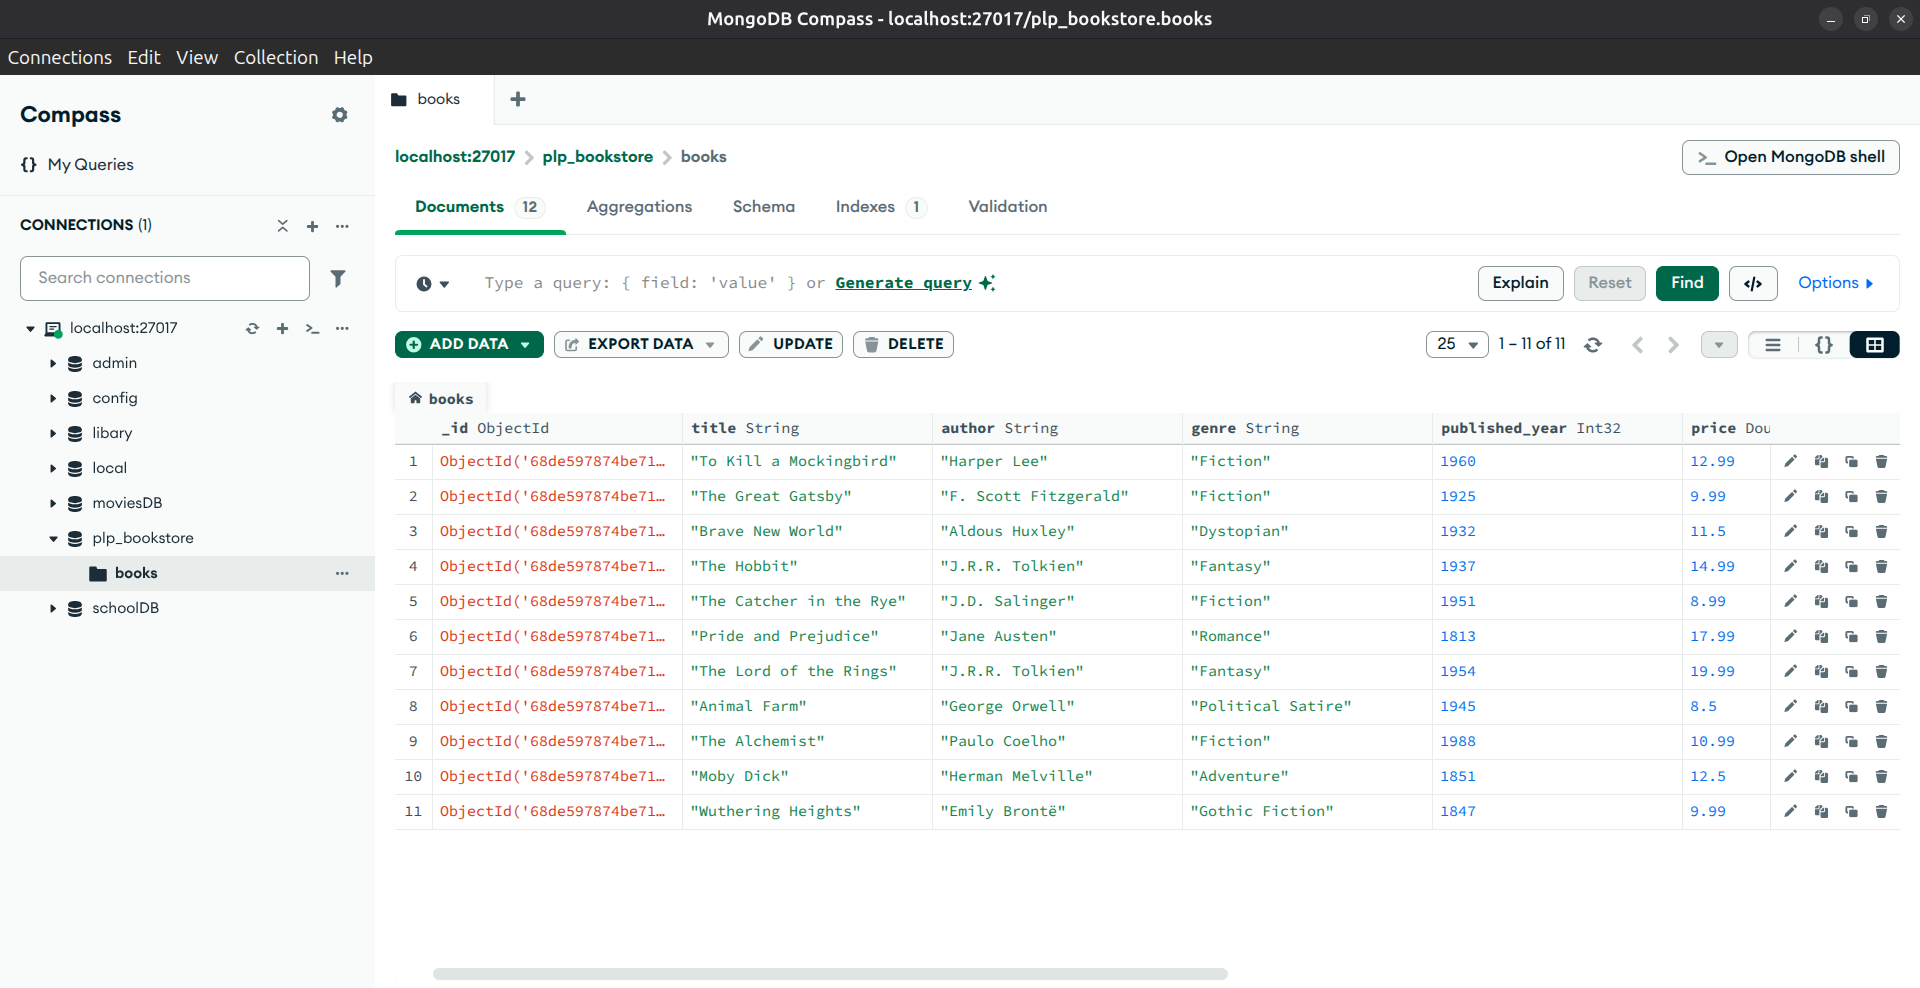 MongoDB Compass - localhost:27017/plp_bookstore.books
Connections Edit View Collection Help
Compass
My Queries
CONNECTIONS (1)
Search connections
localhost:27017
admin
config
libary
local
moviesDB
plp_bookstore
books
schoolDB
books
localhost:27017 plp_bookstore books
>_ Open MongoDB shell
Documents 12 Aggregations Schema Indexes 1 Validation
Type a query: { field: 'value' } or Generate query
Explain Reset Find </> Options
ADD DATA EXPORT DATA UPDATE DELETE
25 1 – 11 of 11
books
_id ObjectId title String author String genre String published_year Int32 price Dou
1 ObjectId('68de597874be71… "To Kill a Mockingbird" "Harper Lee" "Fiction" 1960 12.99
2 ObjectId('68de597874be71… "The Great Gatsby" "F. Scott Fitzgerald" "Fiction" 1925 9.99
3 ObjectId('68de597874be71… "Brave New World" "Aldous Huxley" "Dystopian" 1932 11.5
4 ObjectId('68de597874be71… "The Hobbit" "J.R.R. Tolkien" "Fantasy" 1937 14.99
5 ObjectId('68de597874be71… "The Catcher in the Rye" "J.D. Salinger" "Fiction" 1951 8.99
6 ObjectId('68de597874be71… "Pride and Prejudice" "Jane Austen" "Romance" 1813 17.99
7 ObjectId('68de597874be71… "The Lord of the Rings" "J.R.R. Tolkien" "Fantasy" 1954 19.99
8 ObjectId('68de597874be71… "Animal Farm" "George Orwell" "Political Satire" 1945 8.5
9 ObjectId('68de597874be71… "The Alchemist" "Paulo Coelho" "Fiction" 1988 10.99
10 ObjectId('68de597874be71… "Moby Dick" "Herman Melville" "Adventure" 1851 12.5
11 ObjectId('68de597874be71… "Wuthering Heights" "Emily Brontë" "Gothic Fiction" 1847 9.99